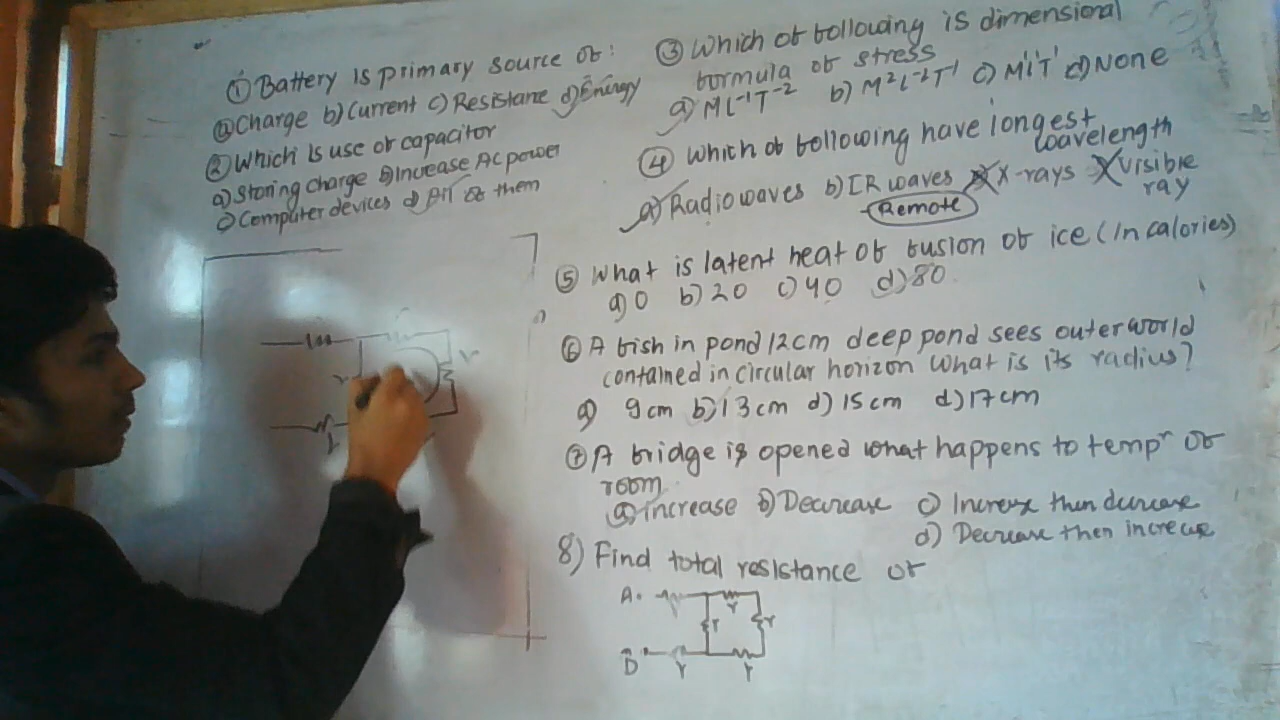 ① Battery is primary source of:
a) Charge b) Current c) Resistane d) Energy
② Which is use of capacitor
a) Storing charge b) Increase AC power
c) Computer devices d) All of them
③ Which of following is dimensional
formula of stress
a) ML⁻¹T⁻² b) M²L⁻²T⁻¹ c) M¹L¹T¹ d) None
④ Which of following have longest
wavelength
a) Radiowaves b) IR waves X-rays visible
ray
Remote
⑤ What is latent heat of fusion of ice (In calories)
a) 0 b) 20 c) 40 d) 80
⑥ A fish in pond 12cm deep pond sees outer world
contained in circular horizon what is its radius?
a) 9cm b) 13cm d) 15cm d) 17cm
⑦ A fridge is opened what happens to tempr of
room
a) increase b) Decrease c) Increase then decrease
d) Decrease then increase
8) Find total resistance of
A
r
r
r
B
r
r
r
r